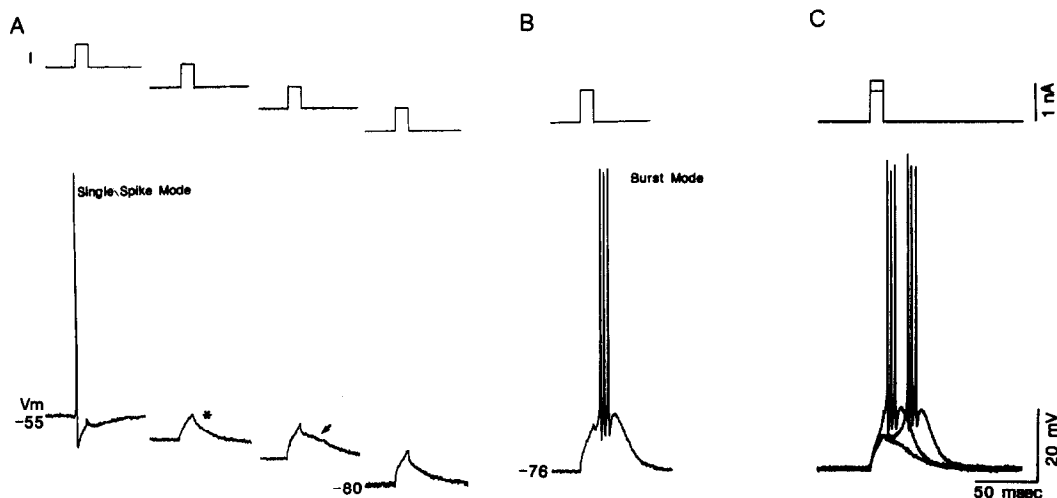 A
B
C
I
1 nA
Single Spike Mode
Burst Mode
Vm
-55
*
-80
-76
20 mV
50 msec